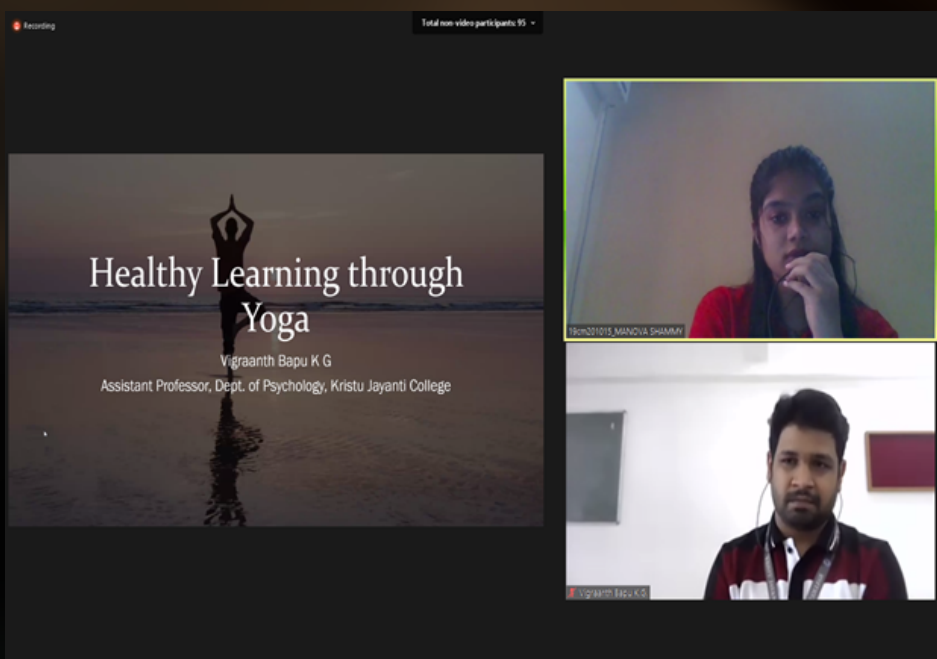 Recording
Total non-video participants: 95
Healthy Learning through
Yoga
Vigraanth Bapu K G
Assistant Professor, Dept. of Psychology, Kristu Jayanti College
19cm201015_MANOVA SHAMMY
Vigraanth Bapu K G